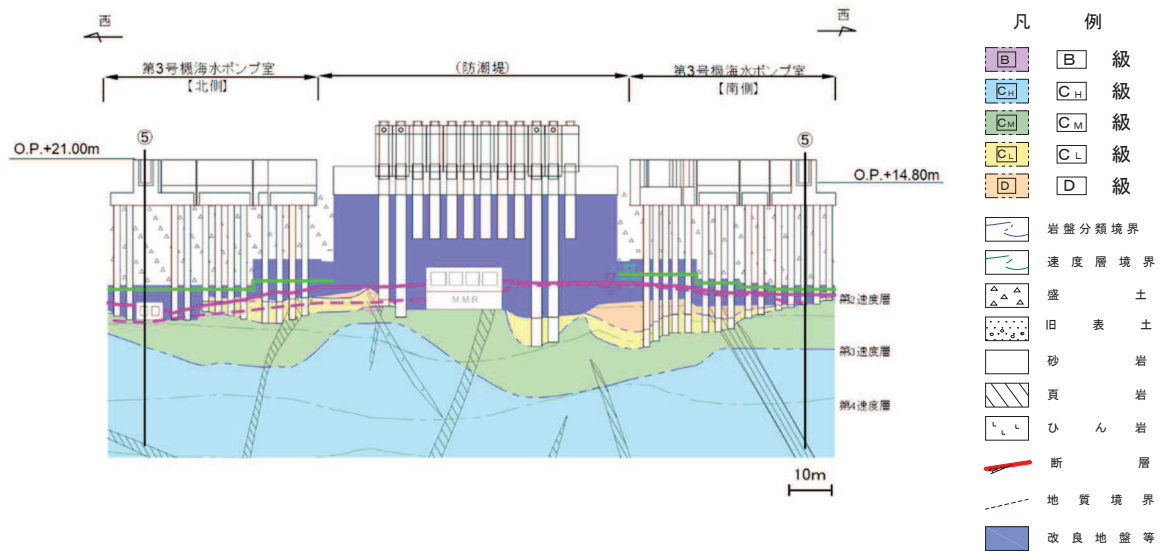 西
西
第3号機海水ポンプ室
【北側】
(防潮堤)
第3号機海水ポンプ室
【南側】
⑤
⑤
O.P.+21.00m
O.P.+14.80m
M.M.R
第2速度層
第3速度層
第4速度層
10m
凡 例
B B 級
CH CH 級
CM CM 級
CL CL 級
D D 級
岩盤分類境界
速度層境界
盛土
旧表土
砂岩
頁岩
ひん岩
断層
地質境界
改良地盤等